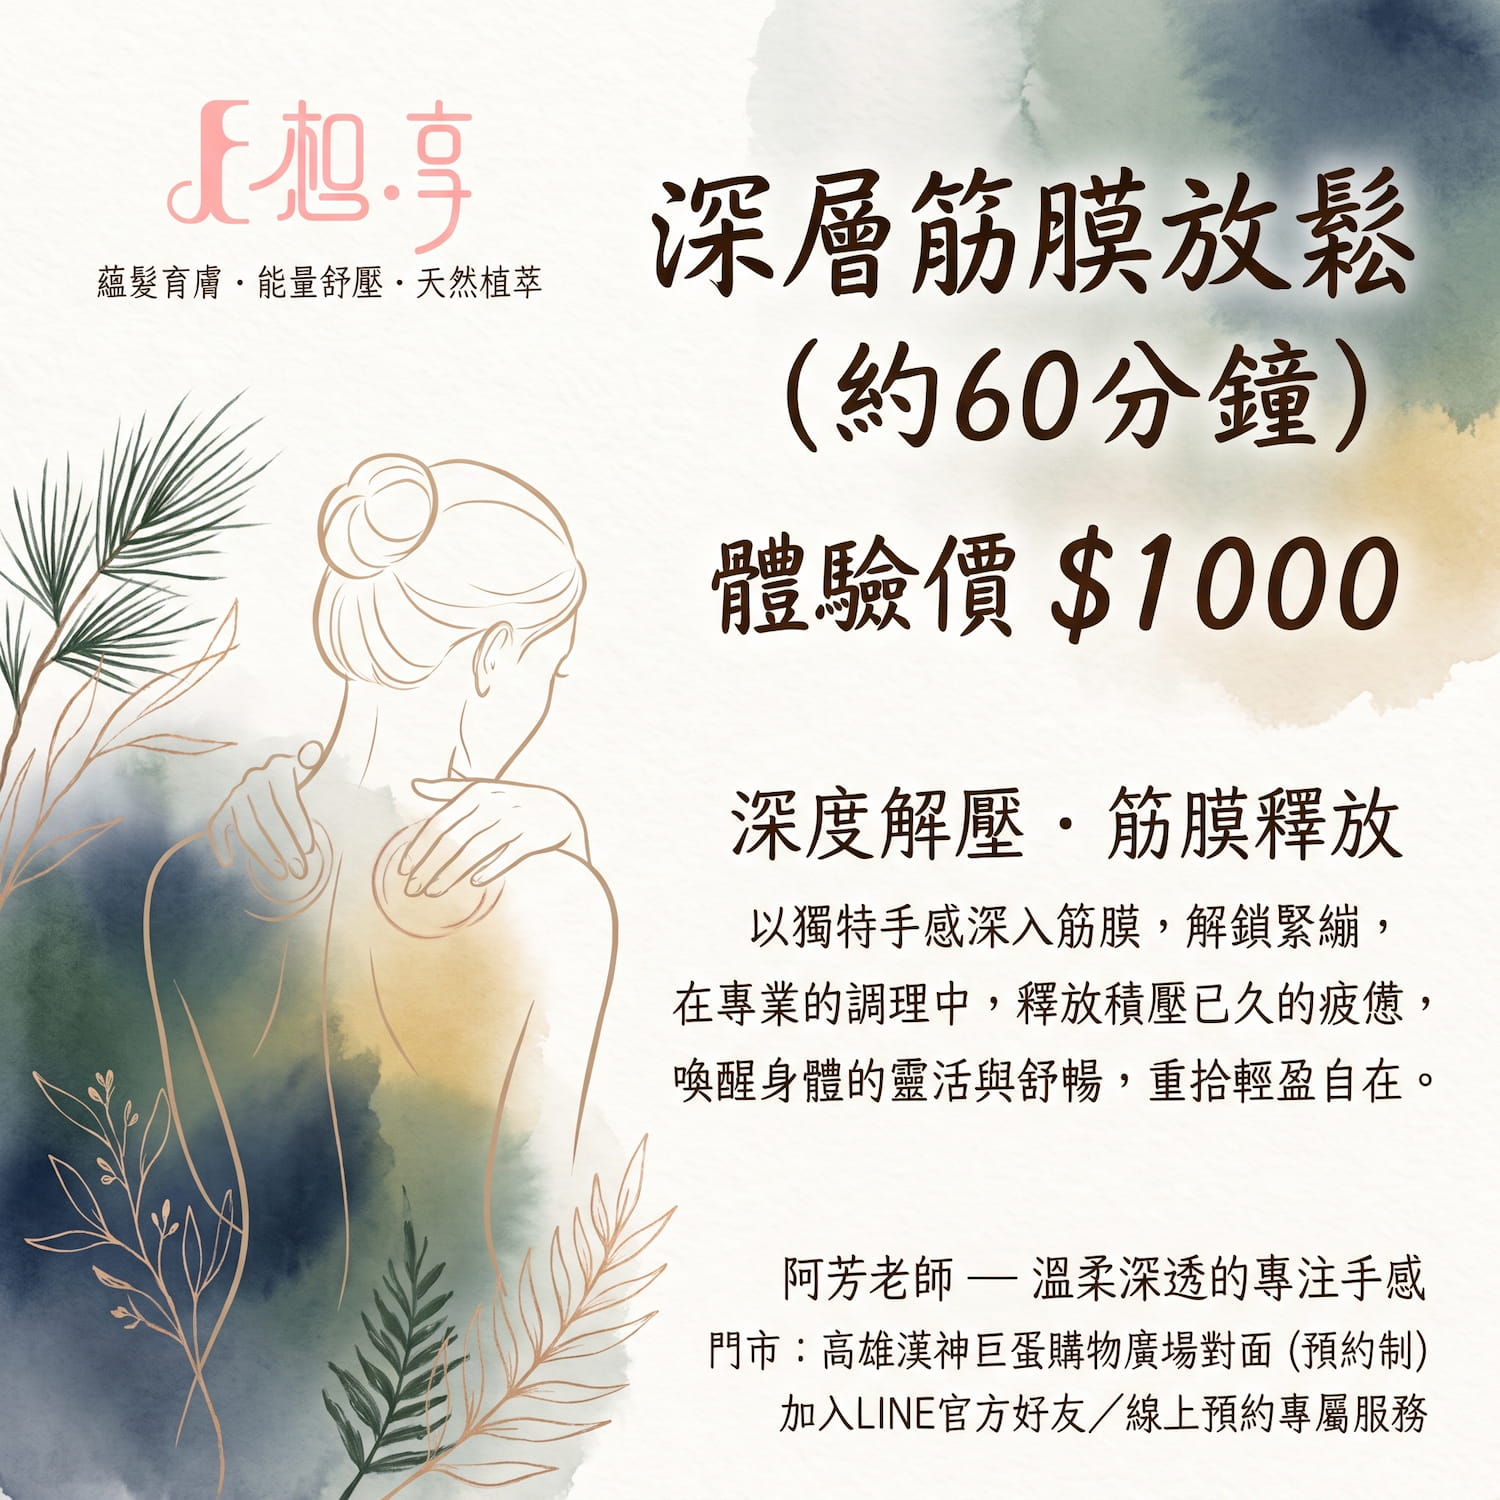 想·享
蘊髮育膚·能量舒壓·天然植萃
深層筋膜放鬆
(約60分鐘)
體驗價 $1000
深度解壓·筋膜釋放
以獨特手感深入筋膜，解鎖緊繃，
在專業的調理中，釋放積壓已久的疲憊，
喚醒身體的靈活與舒暢，重拾輕盈自在。
阿芳老師 — 溫柔深透的專注手感
門市：高雄漢神巨蛋購物廣場對面 (預約制)
加入LINE官方好友／線上預約專屬服務